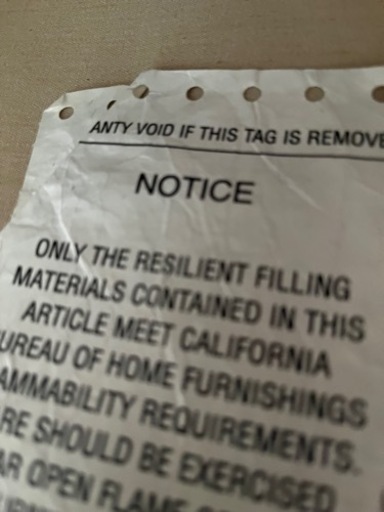 ANTY VOID IF THIS TAG IS REMOVE
NOTICE
ONLY THE RESILIENT FILLING
MATERIALS CONTAINED IN THIS
ARTICLE MEET CALIFORNIA
UREAU OF HOME FURNISHINGS
AMMABILITY REQUIREMENTS.
RE SHOULD BE EXERCISED
AR OPEN FLAME